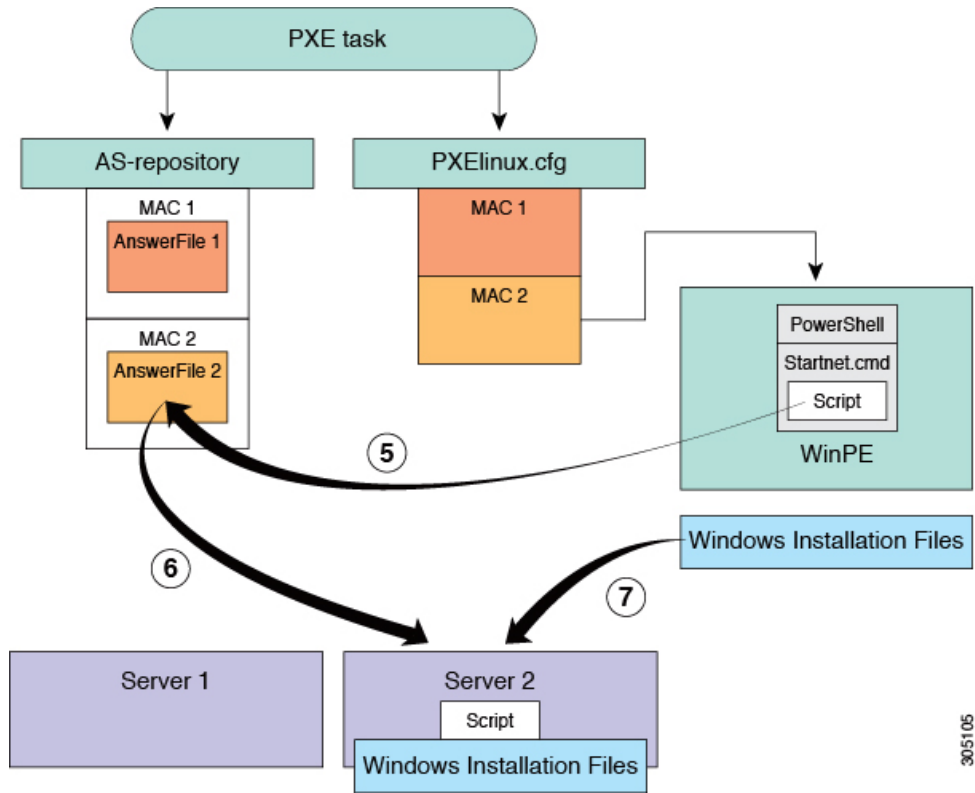 PXE task
AS-repository
PXElinux.cfg
MAC 1
AnswerFile 1
MAC 2
AnswerFile 2
MAC 1
MAC 2
PowerShell
Startnet.cmd
Script
WinPE
5
Windows Installation Files
6
7
Server 1
Server 2
Script
Windows Installation Files
305105